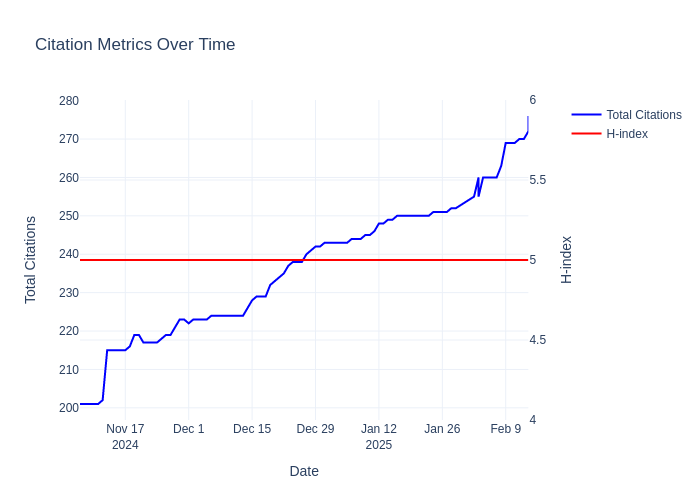 Citation Metrics Over Time
280
270
260
250
240
230
220
210
200
Total Citations
6
5.5
5
4.5
4
H-index
Total Citations
H-index
Nov 17
2024
Dec 1
Dec 15
Dec 29
Jan 12
2025
Jan 26
Feb 9
Date